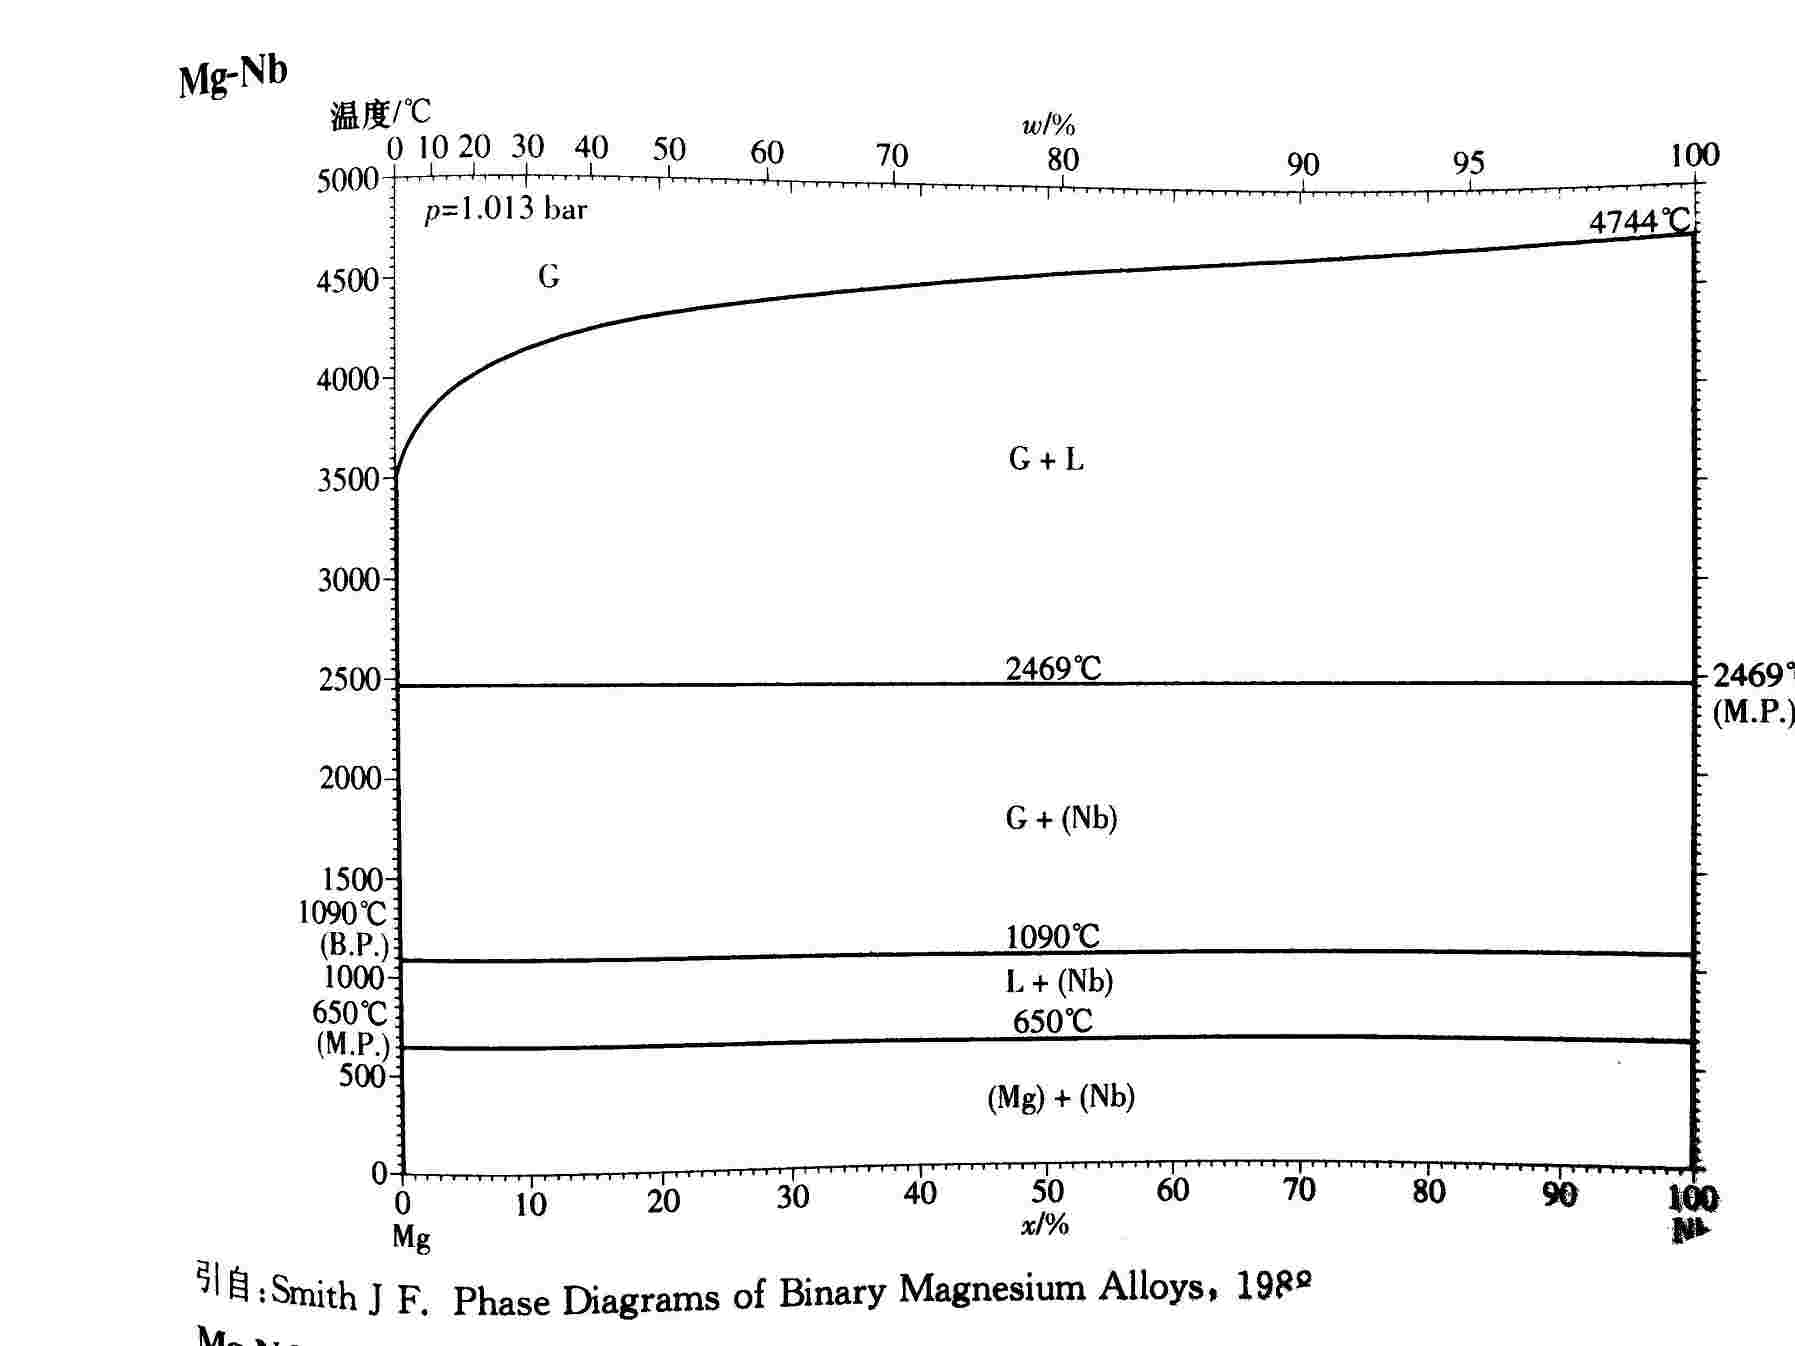 Mg-Nb
温度/℃
w/%
0 10 20 30 40 50 60 70 80 90 95 100
5000
p=1.013 bar
4744℃
4500
G
4000
G + L
3500
3000
2469℃
2500
2469℃
(M.P.)
2000
G + (Nb)
1500
1090℃
(B.P.)
1090℃
1000
L + (Nb)
650℃
(M.P.)
650℃
500
(Mg) + (Nb)
0
0 10 20 30 40 50 60 70 80 90 100
Mg
x/%
引自:Smith J F. Phase Diagrams of Binary Magnesium Alloys,